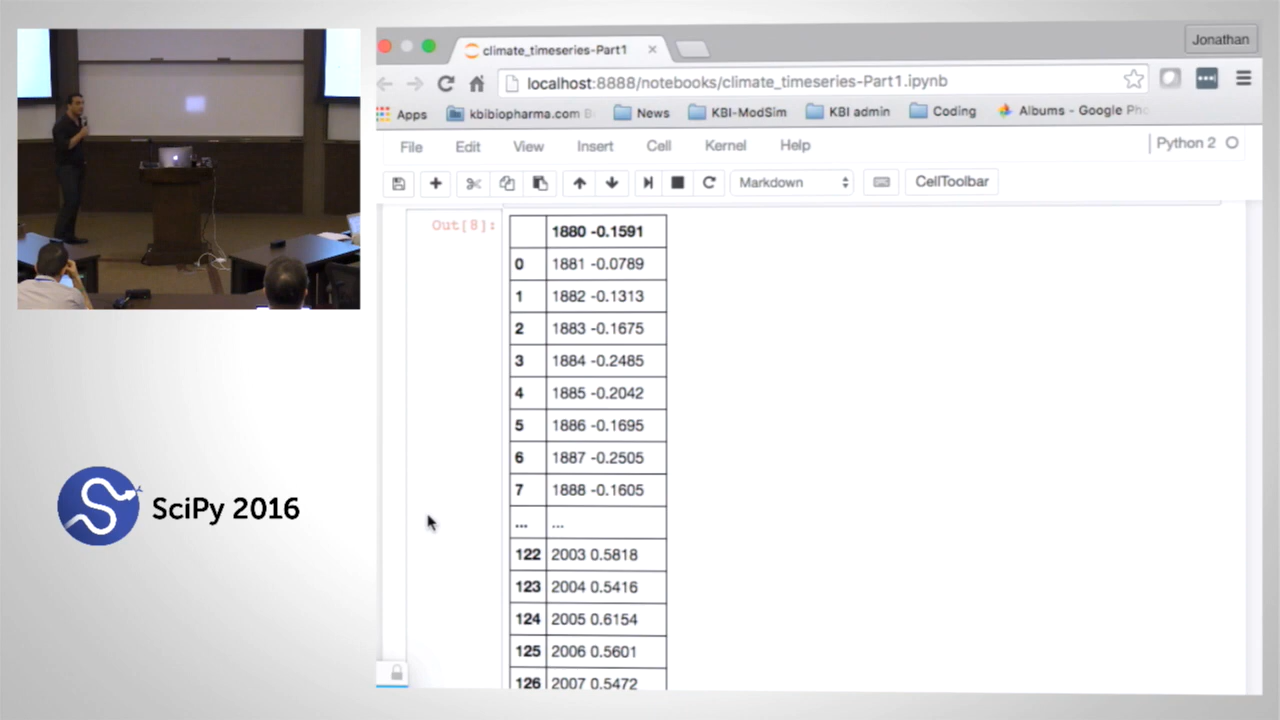 climate_timeseries-Part1
Jonathan
localhost:8888/notebooks/climate_timeseries-Part1.ipynb
Apps
kbibiopharma.com
News
KBI-ModSim
KBI admin
Coding
Albums - Google
File Edit View Insert Cell Kernel Help
Python 2
Markdown
CellToolbar
Out[8]:
1880 -0.1591
0 1881 -0.0789
1 1882 -0.1313
2 1883 -0.1675
3 1884 -0.2485
4 1885 -0.2042
5 1886 -0.1695
6 1887 -0.2505
7 1888 -0.1605
... ...
122 2003 0.5818
123 2004 0.5416
124 2005 0.6154
125 2006 0.5601
126 2007 0.5472
SciPy 2016